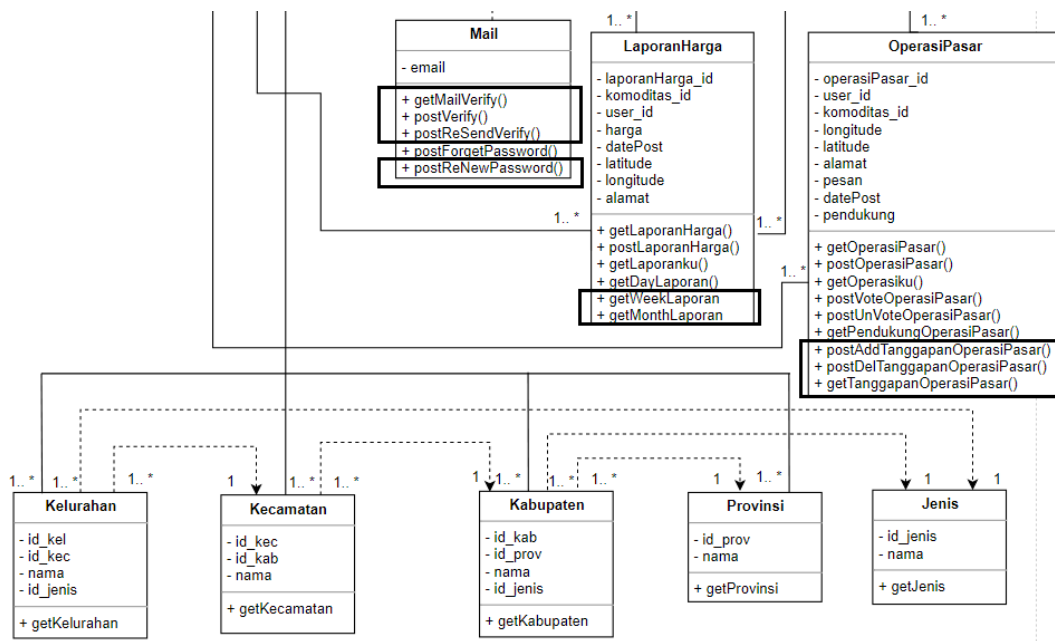 1.. *
1.. *
Mail
- email
+ getMailVerify()
+ postVerify()
+ postReSendVerify()
+ postForgetPassword()
+ postReNewPassword()
LaporanHarga
- laporanHarga_id
- komoditas_id
- user_id
- harga
- datePost
- latitude
- longitude
- alamat
+ getLaporanHarga()
+ postLaporanHarga()
+ getLaporanku()
+ getDayLaporan()
+ getWeekLaporan
+ getMonthLaporan
OperasiPasar
- operasiPasar_id
- user_id
- komoditas_id
- longitude
- latitude
- alamat
- pesan
- datePost
- pendukung
+ getOperasiPasar()
+ postOperasiPasar()
+ getOperasiku()
+ postVoteOperasiPasar()
+ postUnVoteOperasiPasar()
+ getPendukungOperasiPasar()
+ postAddTanggapanOperasiPasar()
+ postDelTanggapanOperasiPasar()
+ getTanggapanOperasiPasar()
1.. *
1.. *
1.. *
1.. *
1.. *
1.. *
1
1.. *
1.. *
1
1.. *
1.. *
1.. *
1
1.. *
1
1
Kelurahan
- id_kel
- id_kec
- nama
- id_jenis
+ getKelurahan
Kecamatan
- id_kec
- id_kab
- nama
+ getKecamatan
Kabupaten
- id_kab
- id_prov
- nama
- id_jenis
+ getKabupaten
Provinsi
- id_prov
- nama
+ getProvinsi
Jenis
- id_jenis
- nama
+ getJenis